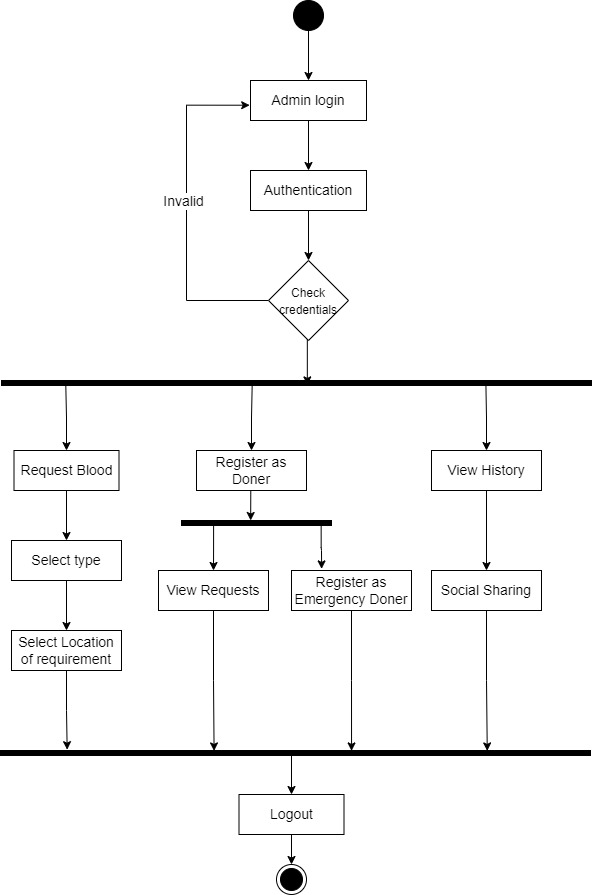 Admin login
Authentication
Invalid
Check
credentials
Request Blood
Register as
Doner
View History
Select type
View Requests
Register as
Emergency Doner
Social Sharing
Select Location
of requirement
Logout